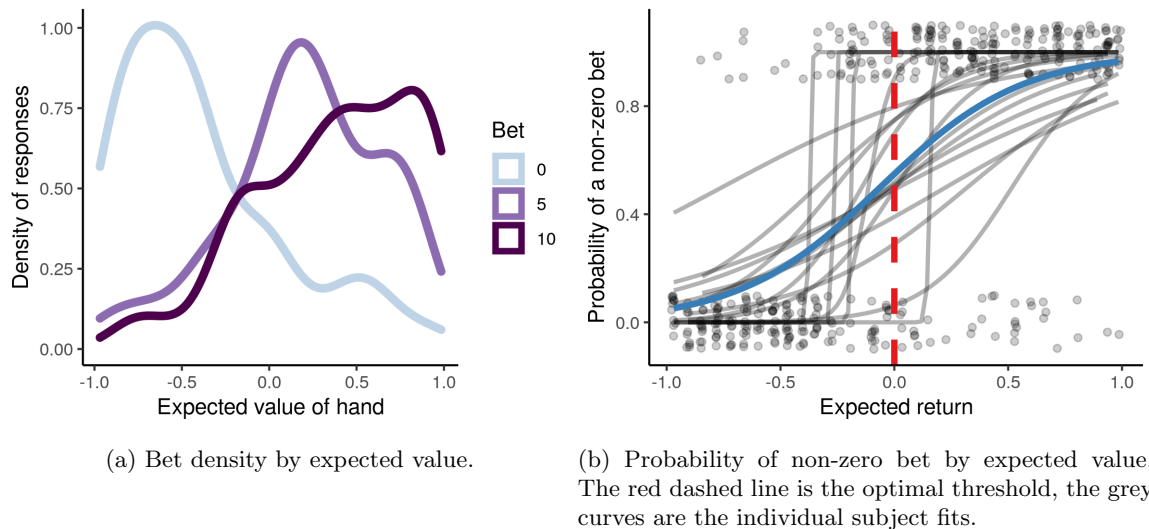 1.00
0.75
0.50
0.25
0.00
Density of responses
-1.0 -0.5 0.0 0.5 1.0
Expected value of hand
Bet
0
5
10
(a) Bet density by expected value.
0.8
0.4
0.0
Probability of a non-zero bet
-1.0 -0.5 0.0 0.5 1.0
Expected return
(b) Probability of non-zero bet by expected value.
The red dashed line is the optimal threshold, the grey
curves are the individual subject fits.